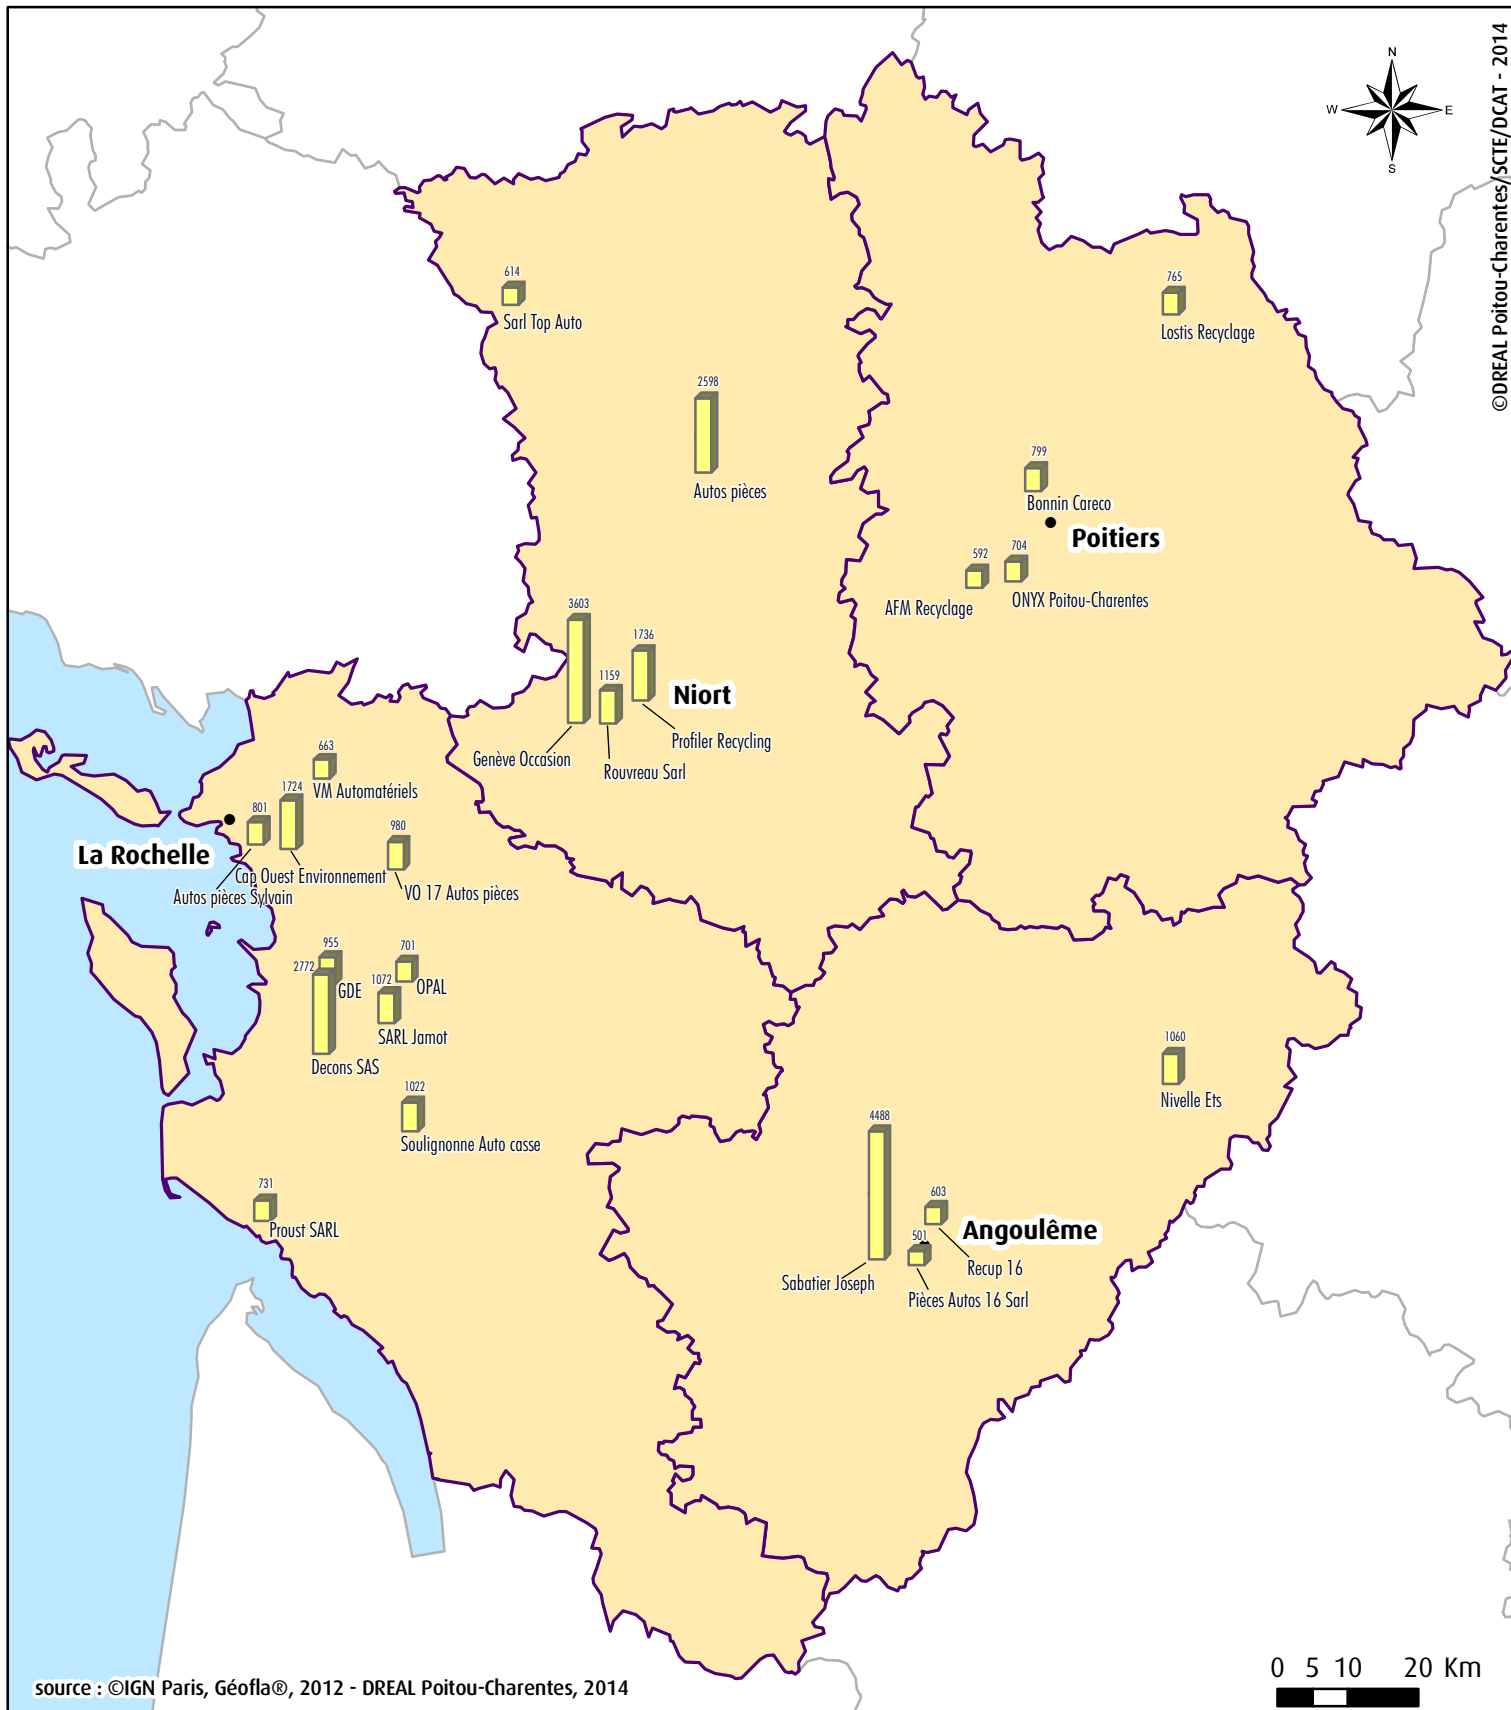 N
W
E
S
©DREAL Poitou-Charentes/SCTE/DCAT - 2014
614
Sarl Top Auto
765
Lostis Recyclage
2598
Autos pièces
799
Bonnin Careco
Poitiers
592
704
AFM Recyclage
ONYX Poitou-Charentes
3603
1736
1159
Niort
Profiler Recycling
Genève Occasion
Rouvreau Sarl
663
VM Automatériels
1724
801
980
La Rochelle
Cap Ouest Environnement
Autos pièces Sylvain
VO 17 Autos pièces
955
701
2772
1072
GDE
OPAL
SARL Jamot
Decons SAS
1060
Nivelle Ets
1022
Soulignonne Auto casse
4488
731
Proust SARL
603
Angoulême
501
Recup 16
Sabatier Joseph
Pièces Autos 16 Sarl
0 5 10 20 Km
source : ©IGN Paris, Géofla®, 2012 - DREAL Poitou-Charentes, 2014